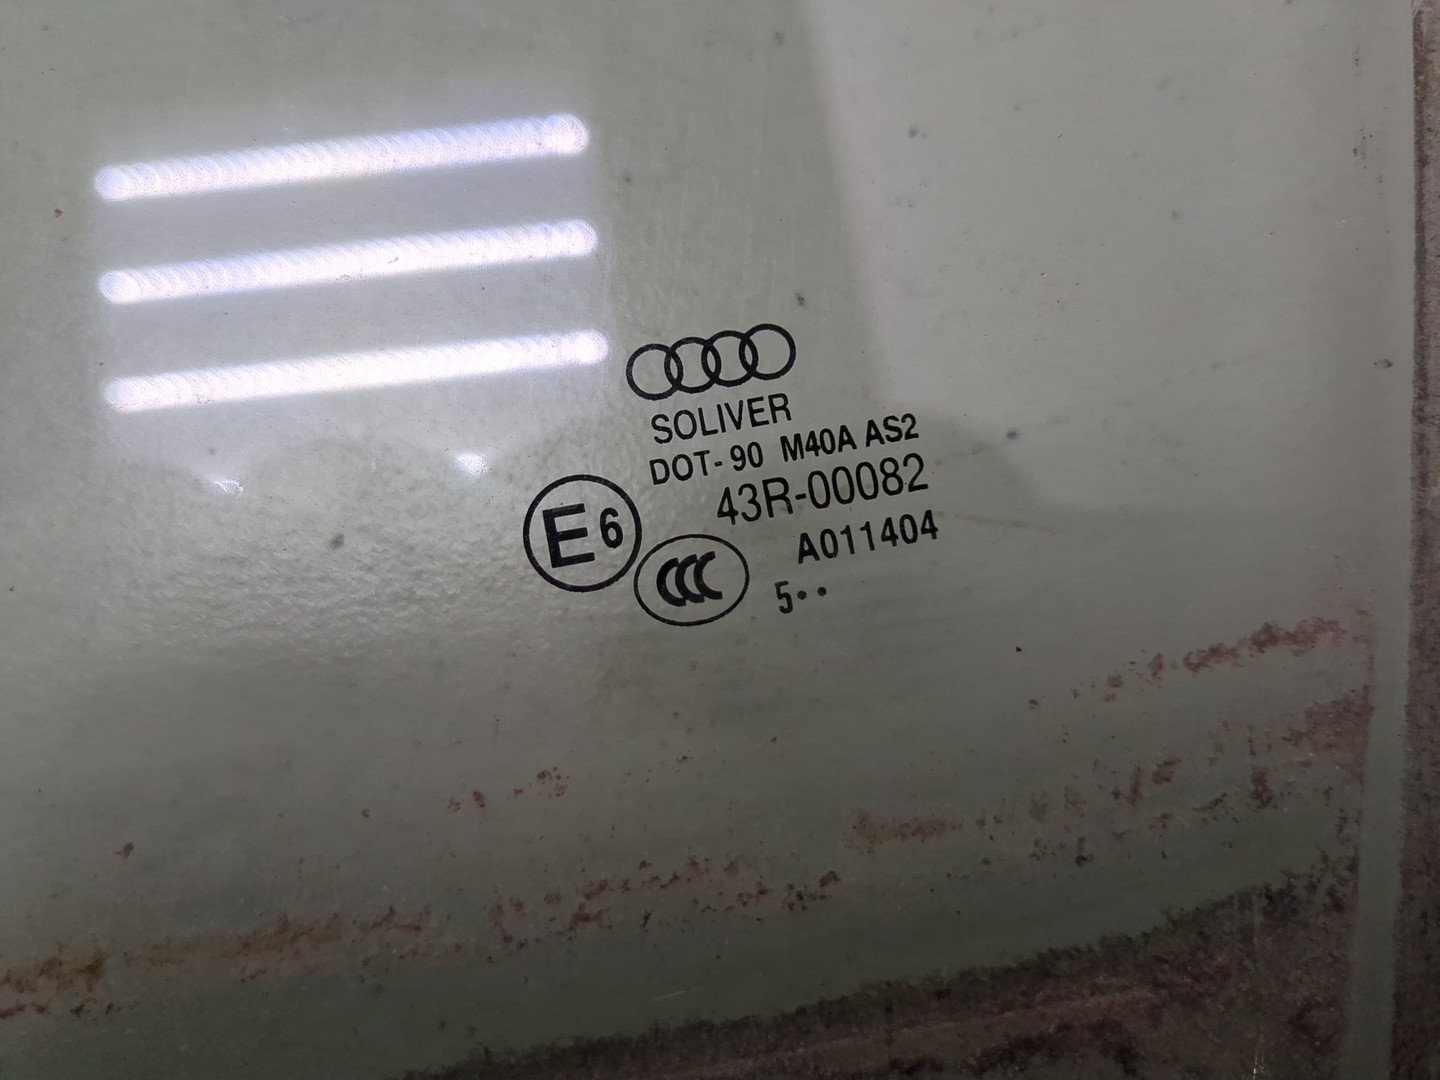 SOLIVER
DOT-90 M40A AS2
43R-00082
E6
A011404
CCC
5••